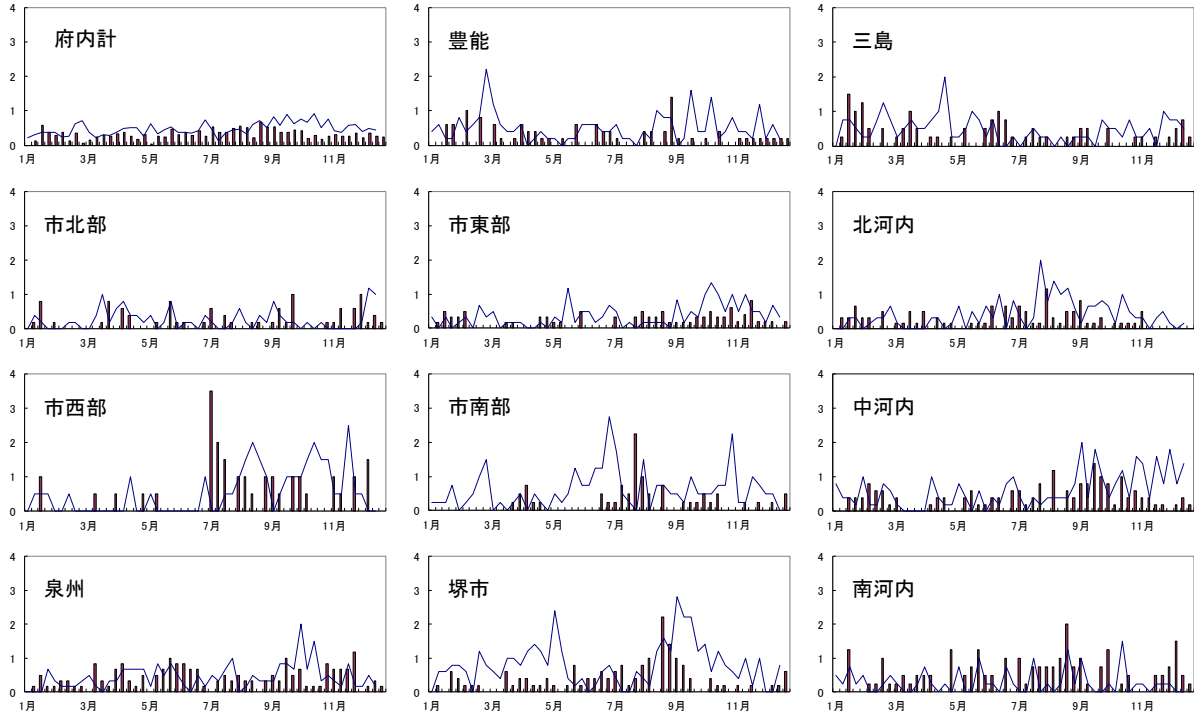 4 3 2 1 0
府内計
1月 3月 5月 7月 9月 11月
4 3 2 1 0
豊能
1月 3月 5月 7月 9月 11月
4 3 2 1 0
三島
1月 3月 5月 7月 9月 11月
4 3 2 1 0
市北部
1月 3月 5月 7月 9月 11月
4 3 2 1 0
市東部
1月 3月 5月 7月 9月 11月
4 3 2 1 0
北河内
1月 3月 5月 7月 9月 11月
4 3 2 1 0
市西部
1月 3月 5月 7月 9月 11月
4 3 2 1 0
市南部
1月 3月 5月 7月 9月 11月
4 3 2 1 0
中河内
1月 3月 5月 7月 9月 11月
4 3 2 1 0
泉州
1月 3月 5月 7月 9月 11月
4 3 2 1 0
堺市
1月 3月 5月 7月 9月 11月
4 3 2 1 0
南河内
1月 3月 5月 7月 9月 11月